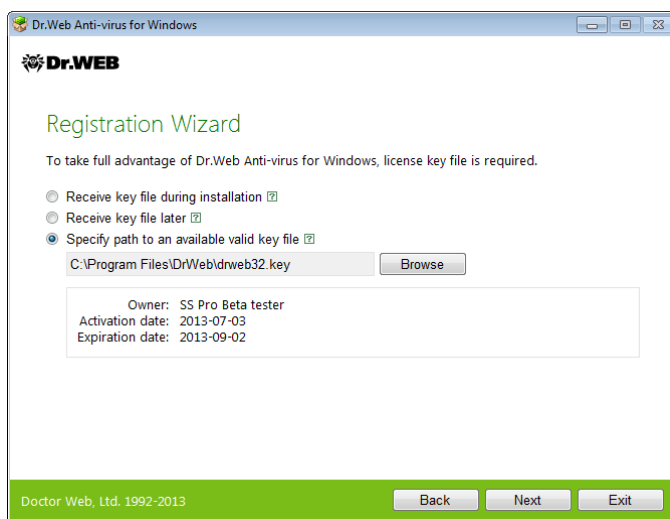 Dr.Web Anti-virus for Windows
Dr.WEB
Registration Wizard
To take full advantage of Dr.Web Anti-virus for Windows, license key file is required.
Receive key file during installation ?
Receive key file later ?
Specify path to an available valid key file ?
C:\Program Files\DrWeb\drweb32.key Browse
Owner: SS Pro Beta tester
Activation date: 2013-07-03
Expiration date: 2013-09-02
Doctor Web, Ltd. 1992-2013 Back Next Exit